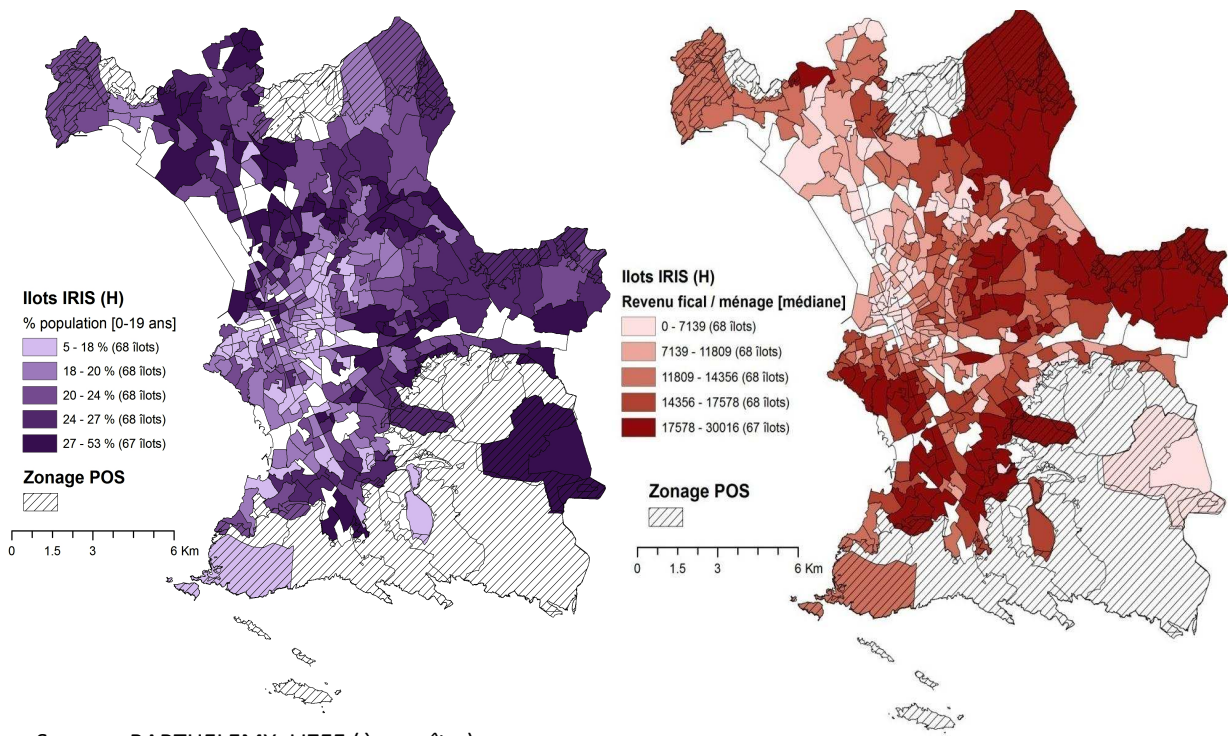 Ilots IRIS (H)
% population [0-19 ans]
5 - 18 % (68 îlots)
18 - 20 % (68 îlots)
20 - 24 % (68 îlots)
24 - 27 % (68 îlots)
27 - 53 % (67 îlots)
Zonage POS
0 1.5 3 6 Km
Ilots IRIS (H)
Revenu fical / ménage [médiane]
0 - 7139 (68 îlots)
7139 - 11809 (68 îlots)
11809 - 14356 (68 îlots)
14356 - 17578 (68 îlots)
17578 - 30016 (67 îlots)
Zonage POS
0 1.5 3 6 Km